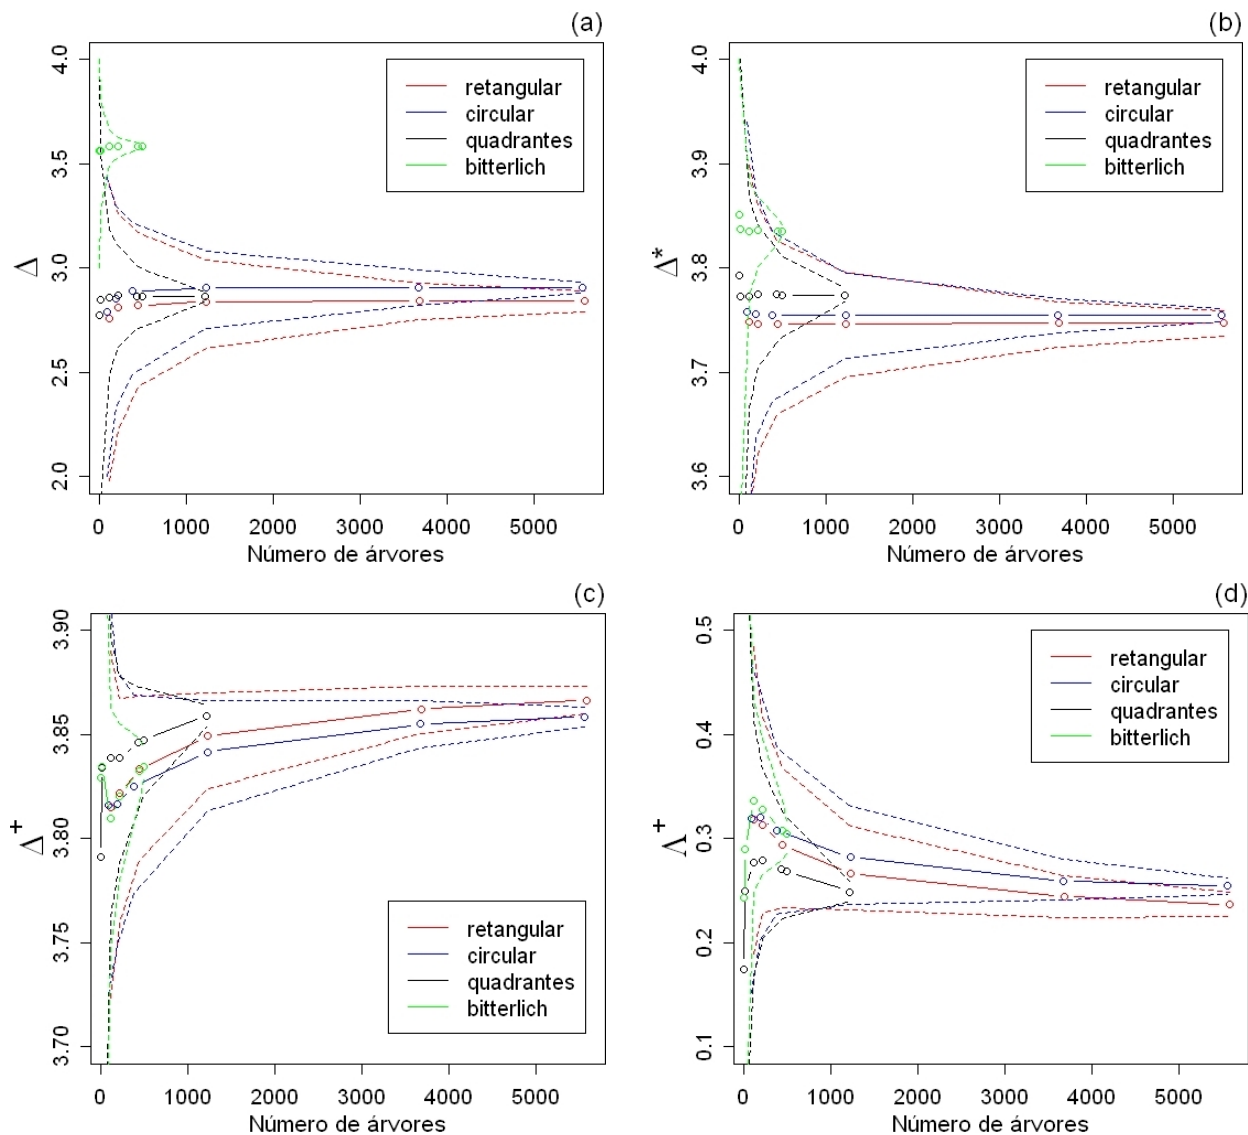 (a)
Δ
4.0
3.5
3.0
2.5
2.0
retangular
circular
quadrantes
bitterlich
0 1000 2000 3000 4000 5000
Número de árvores
(b)
Δ*
4.0
3.9
3.8
3.7
3.6
retangular
circular
quadrantes
bitterlich
0 1000 2000 3000 4000 5000
Número de árvores
(c)
Δ+
3.90
3.85
3.80
3.75
3.70
retangular
circular
quadrantes
bitterlich
0 1000 2000 3000 4000 5000
Número de árvores
(d)
Λ+
0.5
0.4
0.3
0.2
0.1
retangular
circular
quadrantes
bitterlich
0 1000 2000 3000 4000 5000
Número de árvores